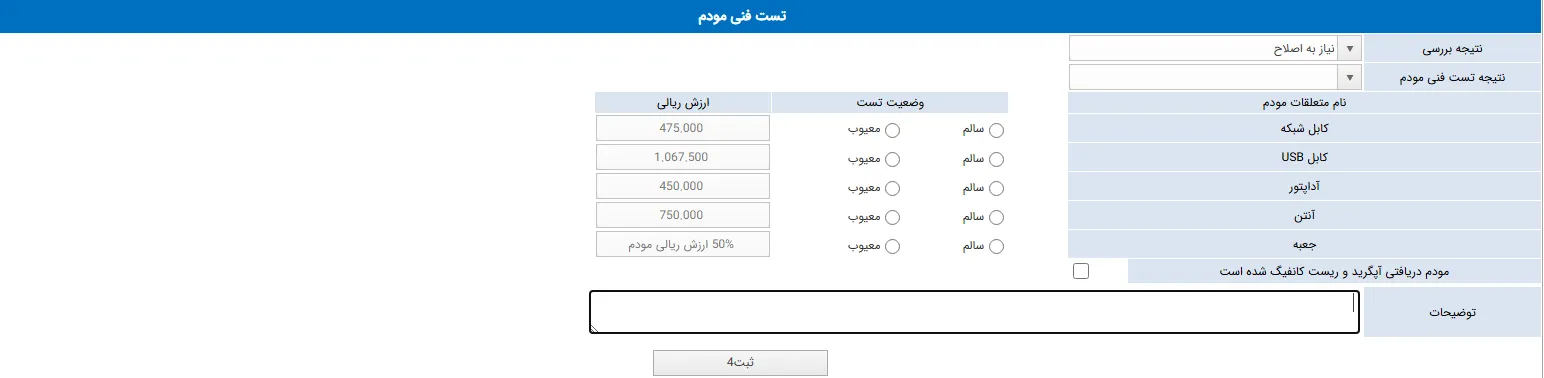 تست فنی مودم
نتیجه بررسی نیاز به اصلاح
نتیجه تست فنی مودم
نام متعلقات مودم وضعیت تست ارزش ریالی
کابل شبکه سالم معیوب 475,000
کابل USB سالم معیوب 1,067,500
آداپتور سالم معیوب 450,000
آنتن سالم معیوب 750,000
جعبه سالم معیوب 50% ارزش ریالی مودم
مودم دریافتی آپگرید و ریست کانفیگ شده است
توضیحات
ثبت4